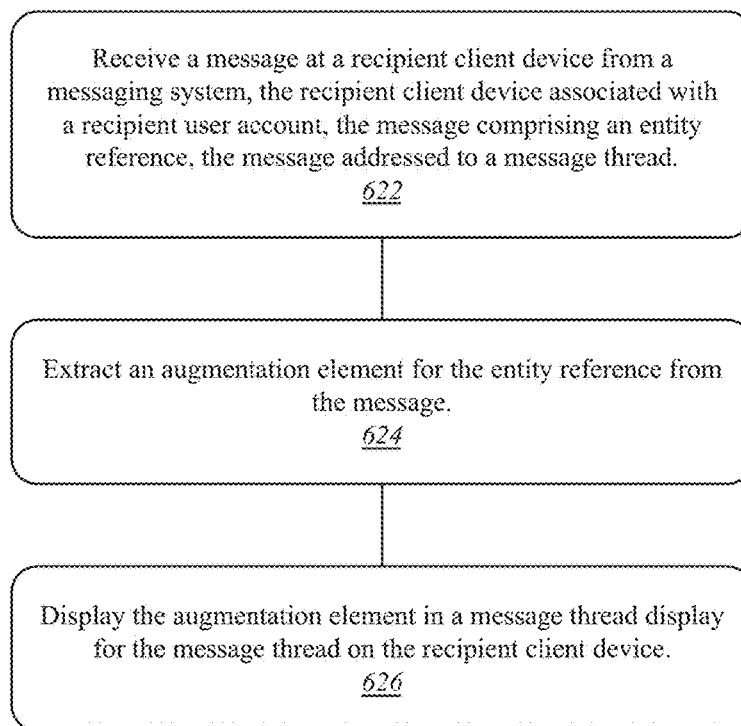 Receive a message at a recipient client device from a
messaging system, the recipient client device associated with
a recipient user account, the message comprising an entity
reference, the message addressed to a message thread.
622
Extract an augmentation element for the entity reference from
the message.
624
Display the augmentation element in a message thread display
for the message thread on the recipient client device.
626